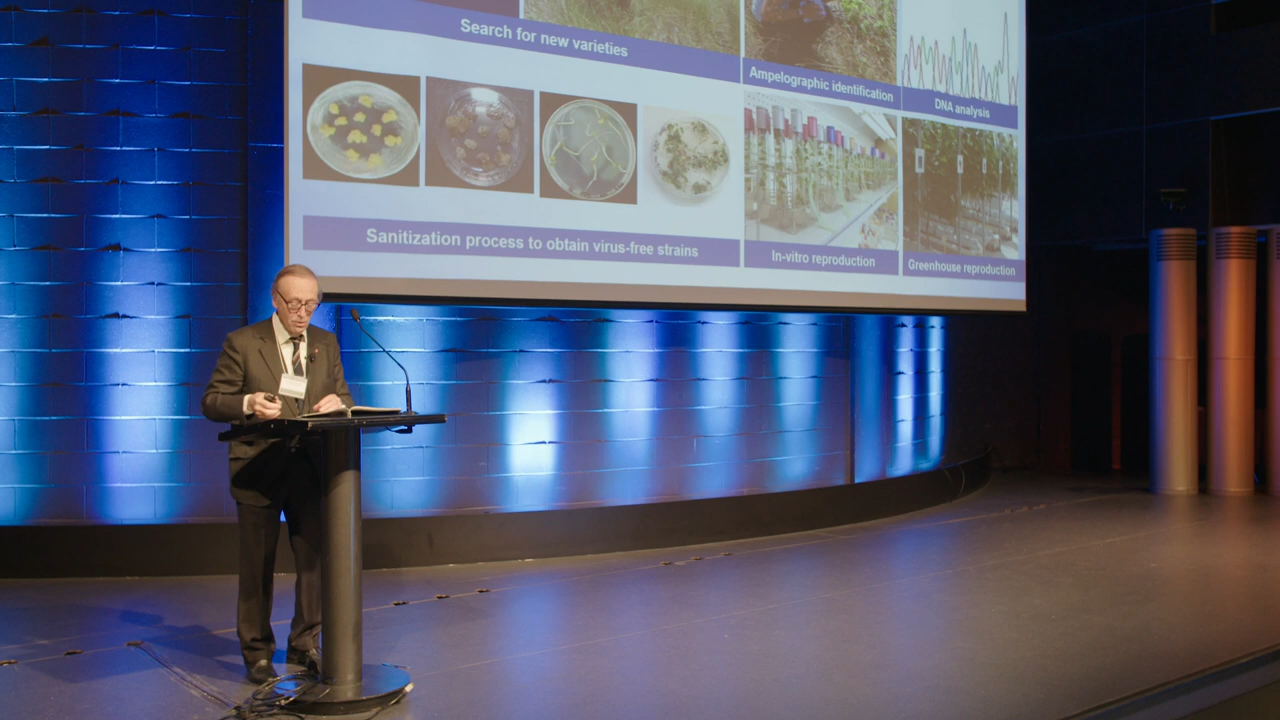 Search for new varieties
Ampelographic identification
DNA analysis
Sanitization process to obtain virus-free strains
In-vitro reproduction
Greenhouse reproduction